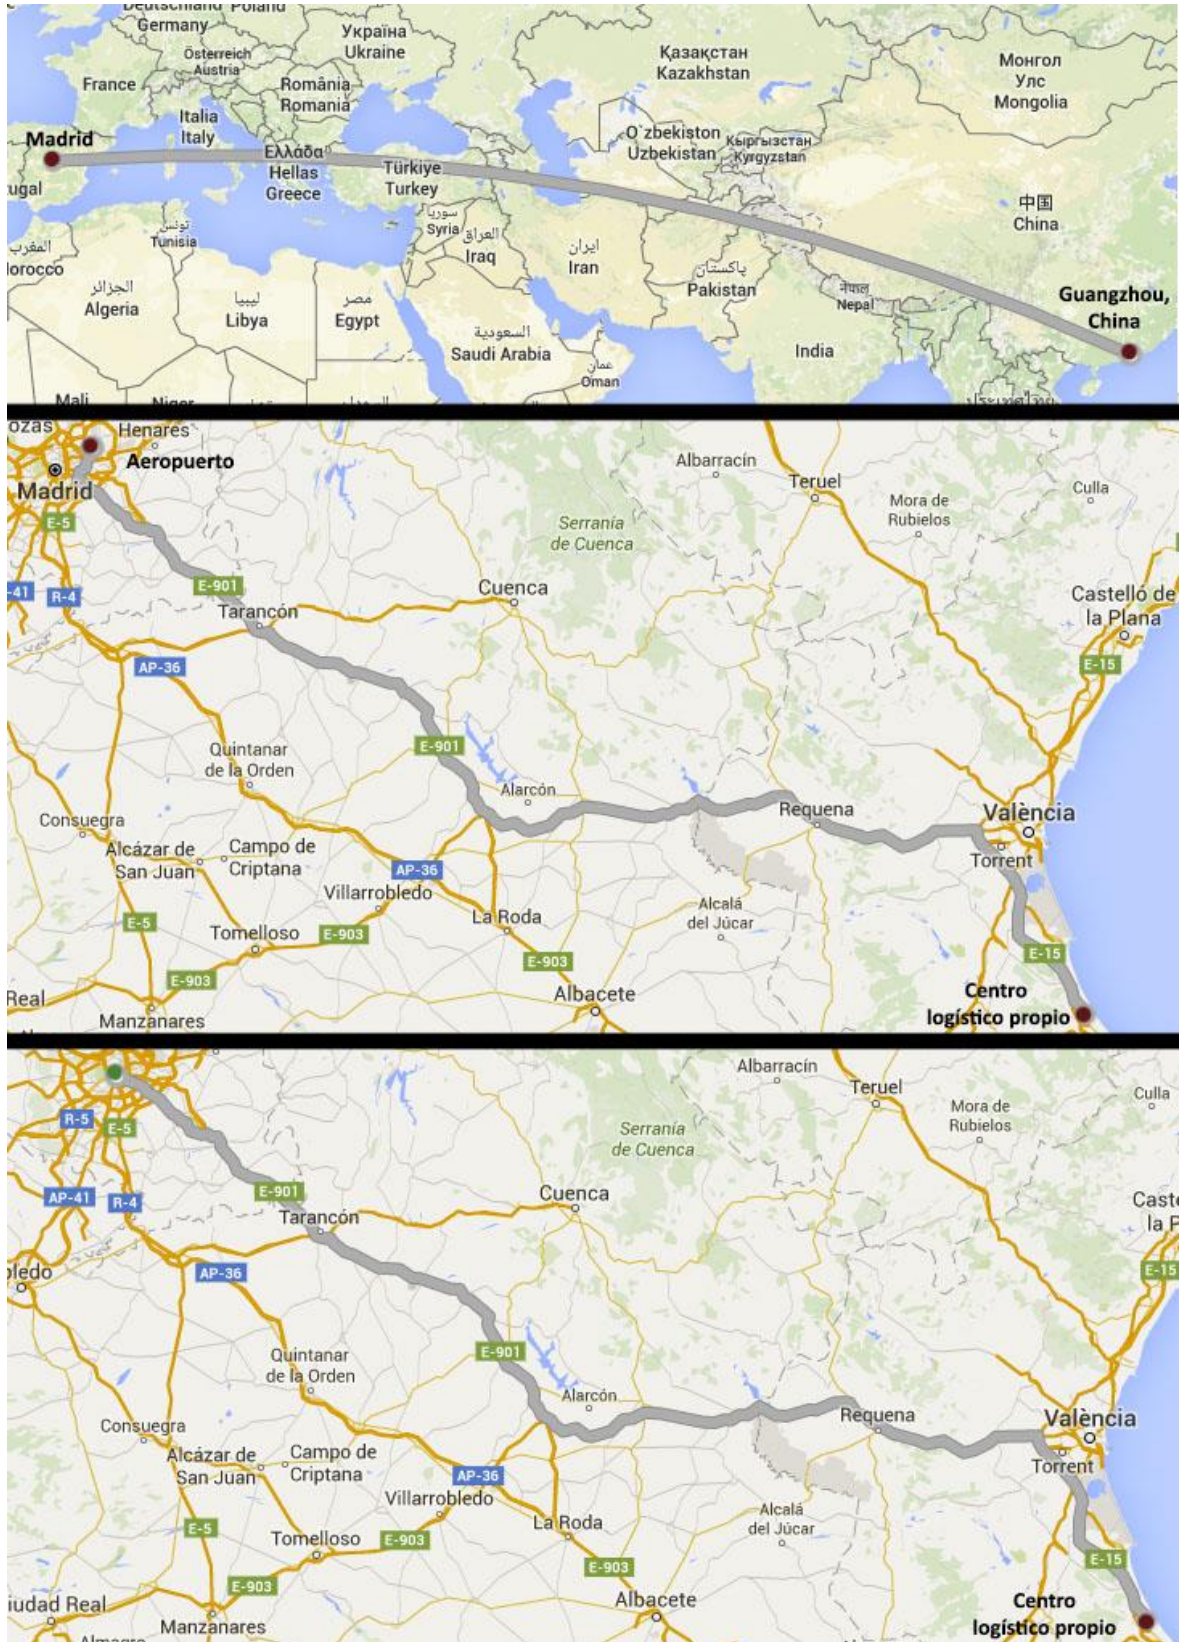 Deutschland
Poland
Germany
Україна
Ukraine
Österreich
Austria
France
România
Romania
Italia
Italy
Madrid
Ελλάδα
Hellas
Greece
Türkiye
Turkey
Қазақстан
Kazakhstan
Монгол
Улс
Mongolia
O'zbekiston
Uzbekistan
Кыргызстан
Kyrgyzstan
中国
China
تونس
Tunisia
المغرب
سوريا
Syria
العراق
Iraq
ایران
Iran
پاکستان
Pakistan
नेपाल
Nepal
Guangzhou,
China
الجزائر
Algeria
ليبيا
Libya
مصر
Egypt
السعودية
Saudi Arabia
عمان
Oman
India
Mali
Niger
Henares
Aeropuerto
Madrid
E-5
R-4
E-901
Tarancón
AP-36
Cuenca
Serranía
de Cuenca
Albarracín
Teruel
Mora de
Rubielos
Culla
Castelló de
la Plana
E-15
Quintanar
de la Orden
E-901
Alarcón
Requena
València
Torrent
Consuegra
Alcázar de
San Juan
Campo de
Criptana
AP-36
Villarrobledo
La Roda
Alcalá
del Júcar
E-5
Tomelloso
E-903
E-903
E-903
E-15
Real
Manzanares
Albacete
Centro
logístico propio
R-5
E-5
AP-41
R-4
E-901
Tarancón
AP-36
Cuenca
Serranía
de Cuenca
Albarracín
Teruel
Mora de
Rubielos
Culla
E-15
Quintanar
de la Orden
E-901
Alarcón
Requena
València
Torrent
Consuegra
Alcázar de
San Juan
Campo de
Criptana
AP-36
Villarrobledo
La Roda
Alcalá
del Júcar
E-5
Tomelloso
E-903
E-903
E-903
E-15
iudad Real
Manzanares
Albacete
Centro
logístico propio